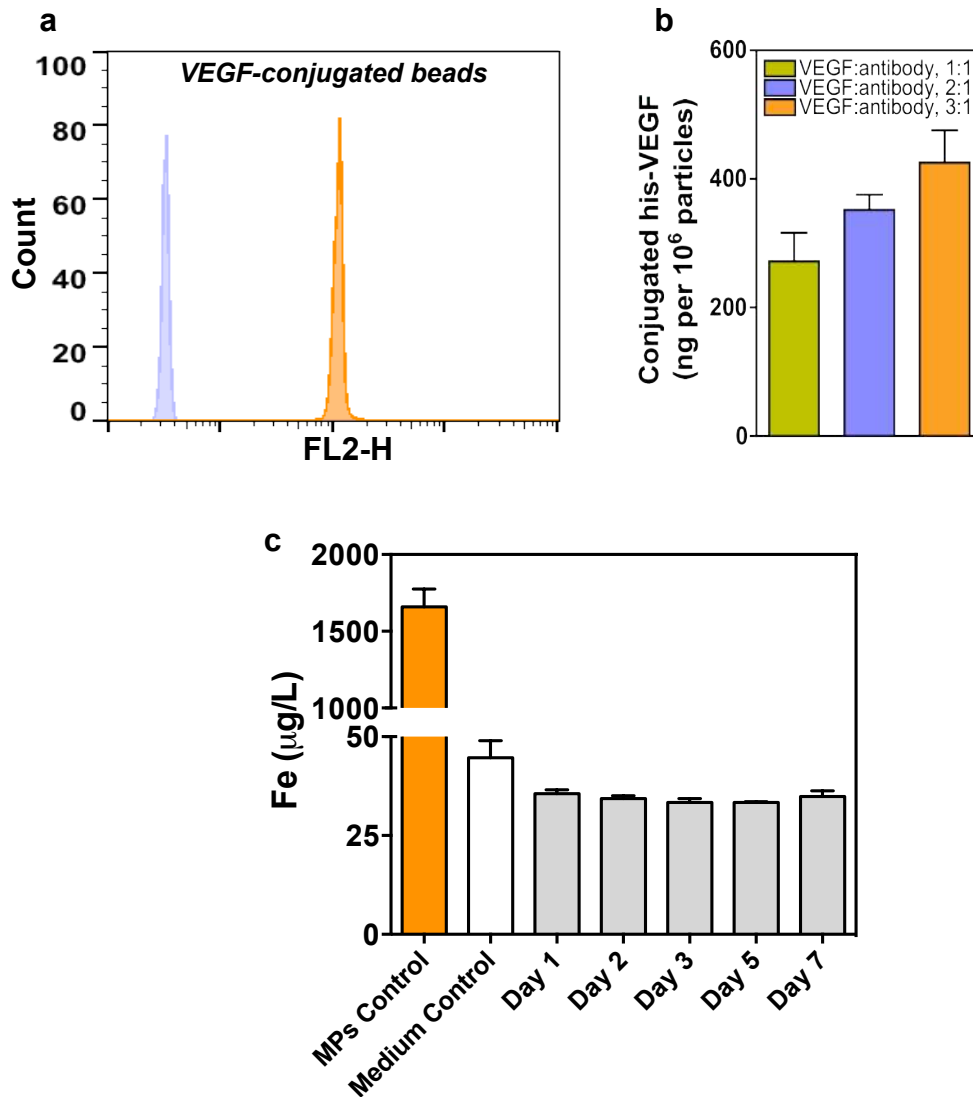 a
VEGF-conjugated beads
100
80
60
40
20
0
Count
FL2-H
b
600
400
200
0
Conjugated his-VEGF
(ng per 10⁶ particles)
VEGF:antibody, 1:1
VEGF:antibody, 2:1
VEGF:antibody, 3:1
c
2000
1500
1000
50
25
0
Fe (µg/L)
MPs Control
Medium Control
Day 1
Day 2
Day 3
Day 5
Day 7